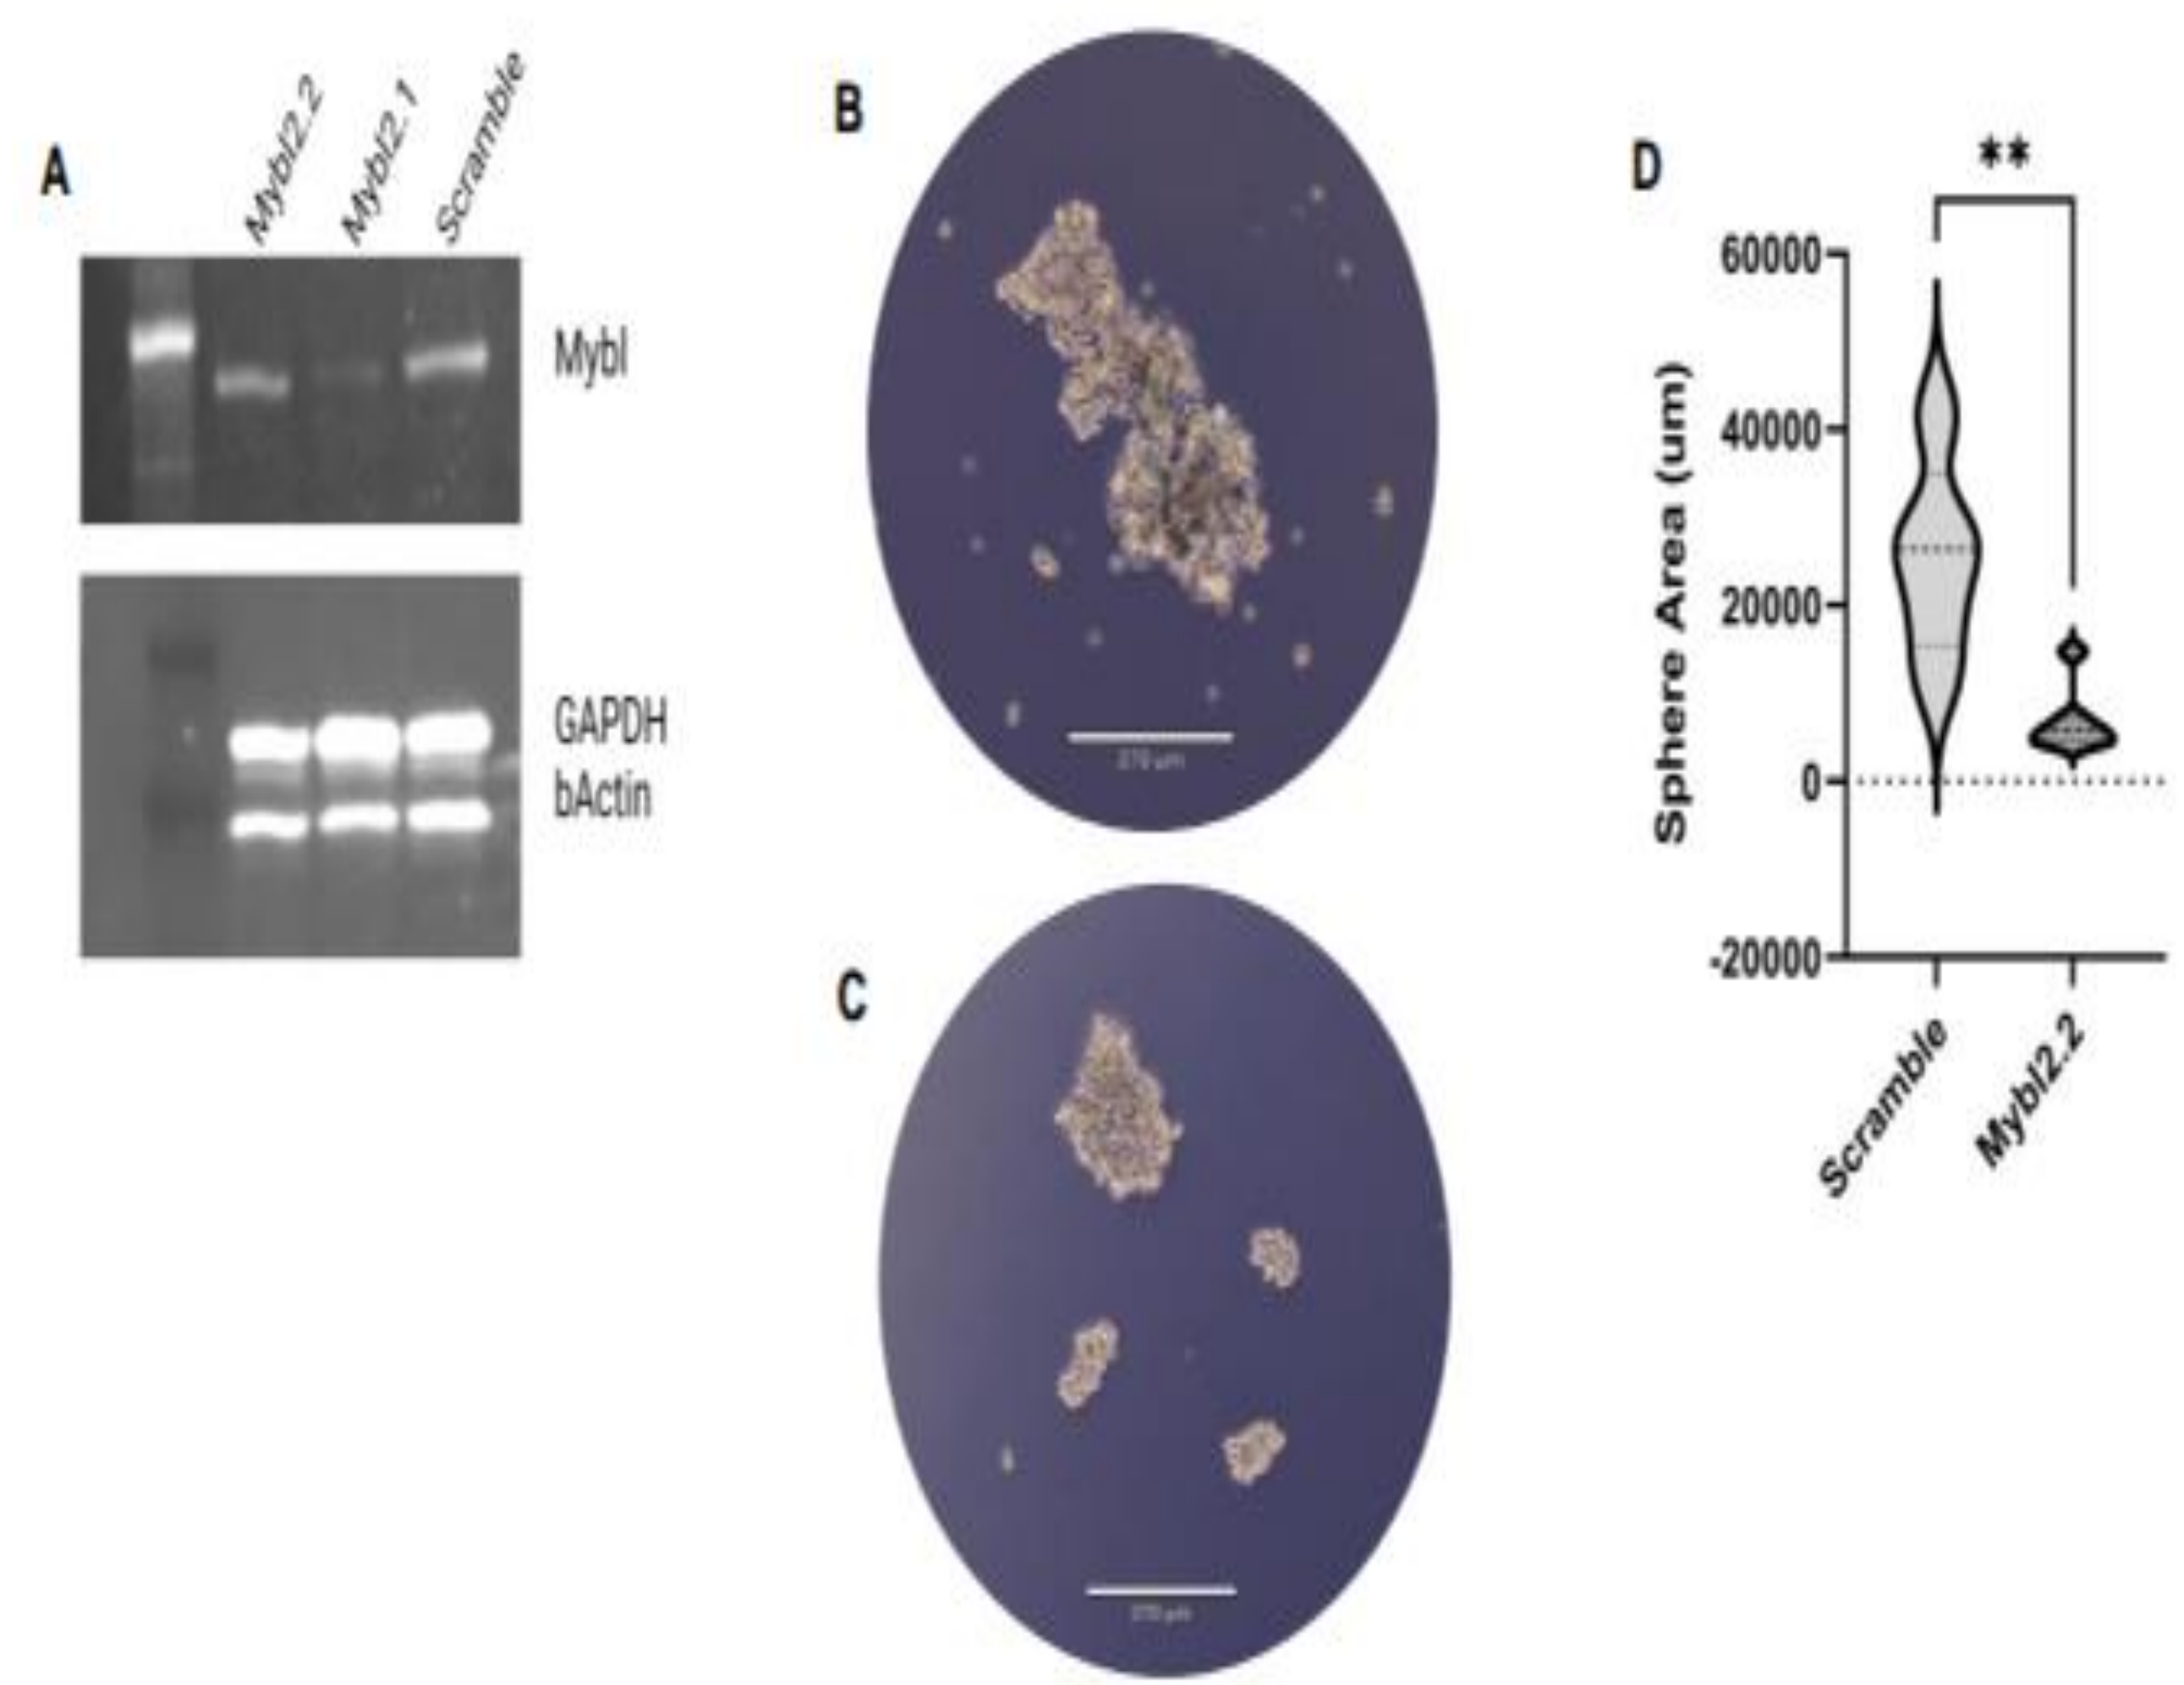 A
Mybl2.2
Mybl2.1
Scramble
Mybl
GAPDH
bActin
B
C
D
**
60000
40000
20000
0
-20000
Sphere Area (um)
Scramble
Mybl2.2